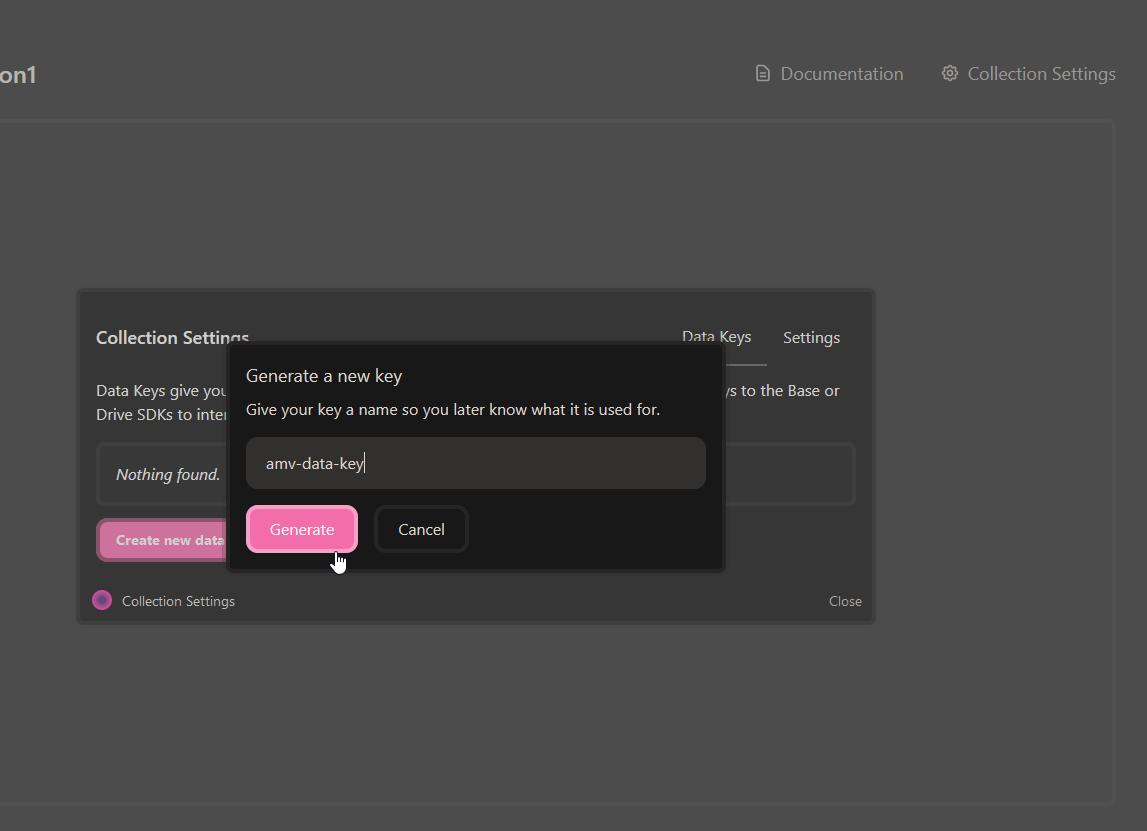 on1
Documentation
Collection Settings
Collection Settings
Data Keys
Settings
Data Keys give you
ys to the Base or
Drive SDKs to inter
Nothing found.
Create new data
Generate a new key
Give your key a name so you later know what it is used for.
amv-data-key
Generate
Cancel
Collection Settings
Close